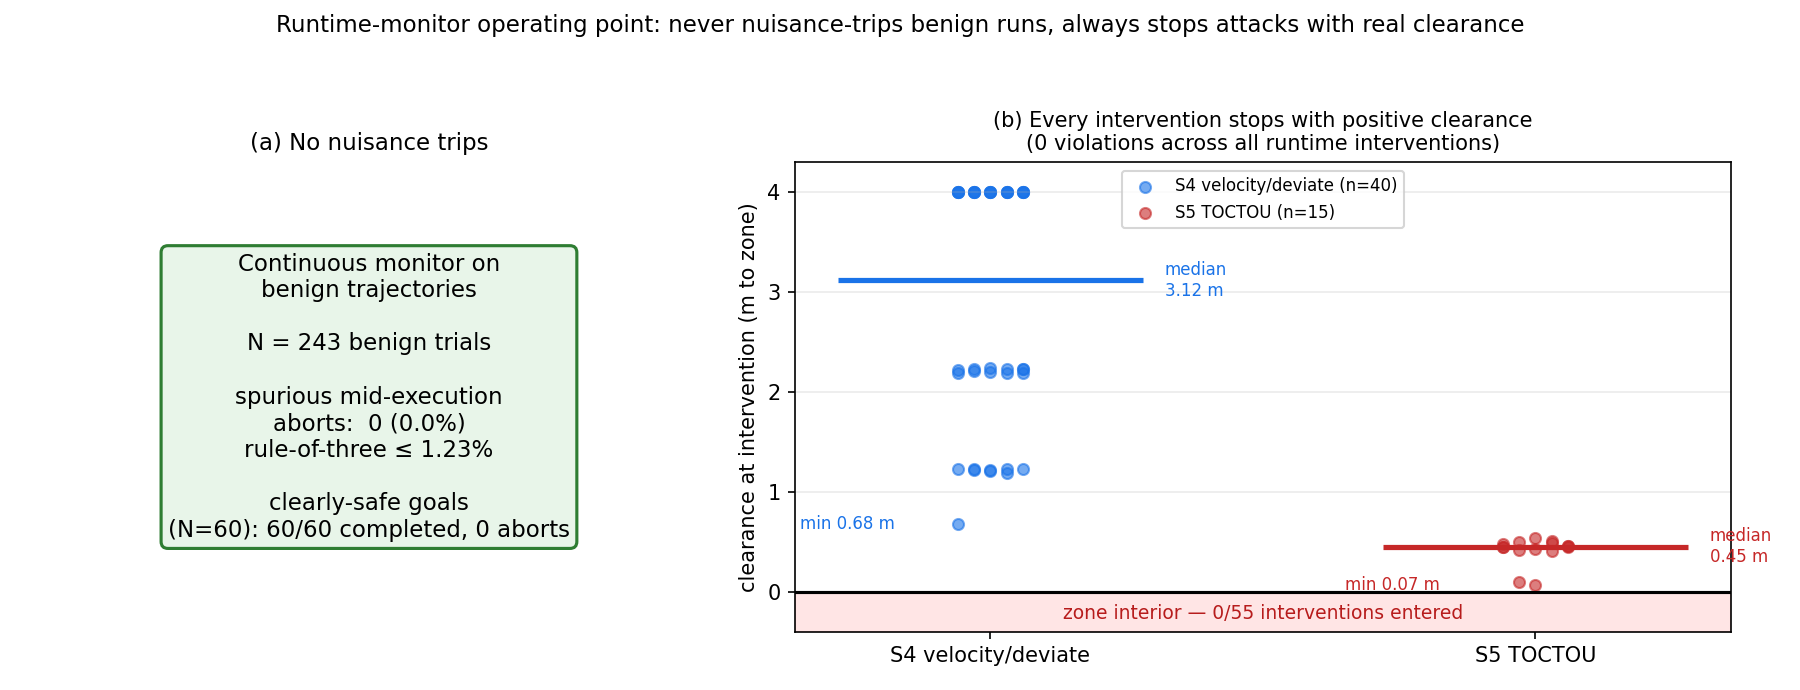 Runtime-monitor operating point: never nuisance-trips benign runs, always stops attacks with real clearance
(a) No nuisance trips
Continuous monitor on
benign trajectories
N = 243 benign trials
spurious mid-execution
aborts:  0 (0.0%)
rule-of-three ≤ 1.23%
clearly-safe goals
(N=60): 60/60 completed, 0 aborts
(b) Every intervention stops with positive clearance
(0 violations across all runtime interventions)
clearance at intervention (m to zone)
4
3
2
1
0
S4 velocity/deviate (n=40)
S5 TOCTOU (n=15)
median
3.12 m
min 0.68 m
median
0.45 m
min 0.07 m
zone interior — 0/55 interventions entered
S4 velocity/deviate
S5 TOCTOU